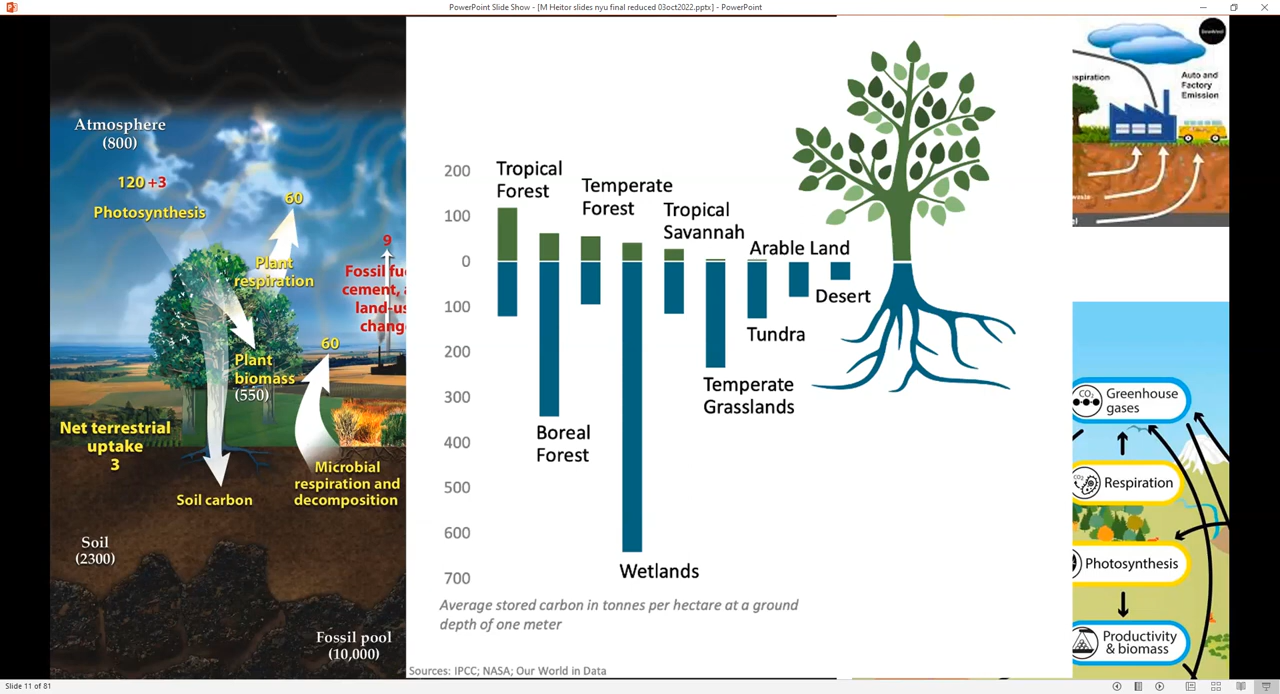 PowerPoint Slide Show - [M Heitor slides nyu final reduced 03oct2022.pptx] - PowerPoint
Atmosphere
(800)
120 +3
Photosynthesis
60
Plant
respiration
9
Fossil fu
cement, a
land-us
chang
60
Plant
biomass
(550)
Net terrestrial
uptake
3
Soil carbon
Microbial
respiration and
decomposition
Soil
(2300)
Fossil pool
(10,000)
200
100
0
100
200
300
400
500
600
700
Tropical
Forest
Temperate
Forest
Tropical
Savannah
Arable Land
Desert
Tundra
Temperate
Grasslands
Boreal
Forest
Wetlands
Average stored carbon in tonnes per hectare at a ground
depth of one meter
Sources: IPCC; NASA; Our World in Data
spiration
Auto and
Factory
Emission
aste
el
CO2
Greenhouse
gases
Respiration
Photosynthesis
Productivity
& biomass
Slide 11 of 81